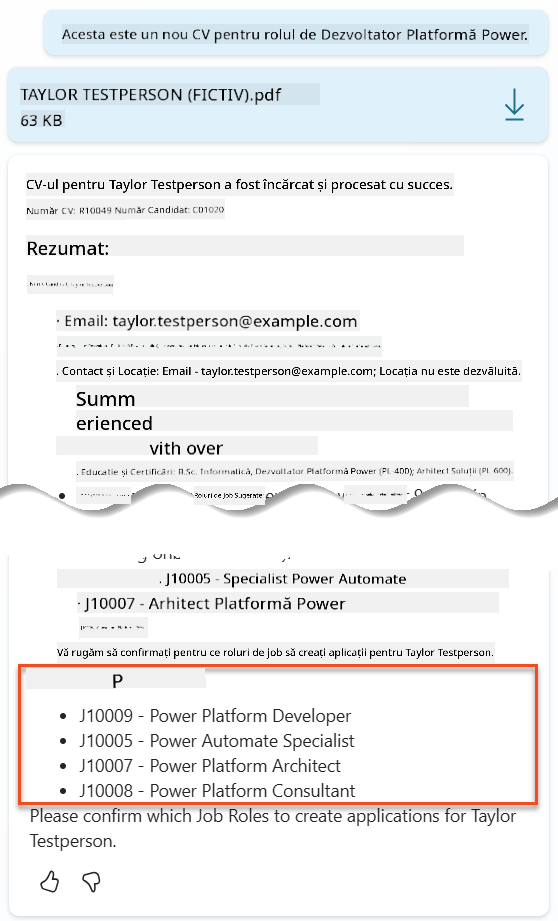 Acesta este un nou CV pentru rolul de Dezvoltator Platformă Power.
TAYLOR TESTPERSON (FICTIV).pdf
63 KB
CV-ul pentru Taylor Testperson a fost încărcat și procesat cu succes.
Număr CV: R10049 Număr Candidat: C01020
Rezumat:
· Email: taylor.testperson@example.com
. Contact și Locație: Email - taylor.testperson@example.com; Locația nu este dezvăluită.
Summ
erienced
vith over
. Educație și Certificări: B.Sc. Informatică, Dezvoltator Platformă Power (PL-400); Arhitect Soluții (PL-600).
Roluri de Job Sugerate:
. J10005 - Specialist Power Automate
· J10007 - Arhitect Platformă Power
Vă rugăm să confirmați pentru ce roluri de job să creați aplicații pentru Taylor Testperson.
P
• J10009 - Power Platform Developer
• J10005 - Power Automate Specialist
• J10007 - Power Platform Architect
• J10008 - Power Platform Consultant
Please confirm which Job Roles to create applications for Taylor
Testperson.